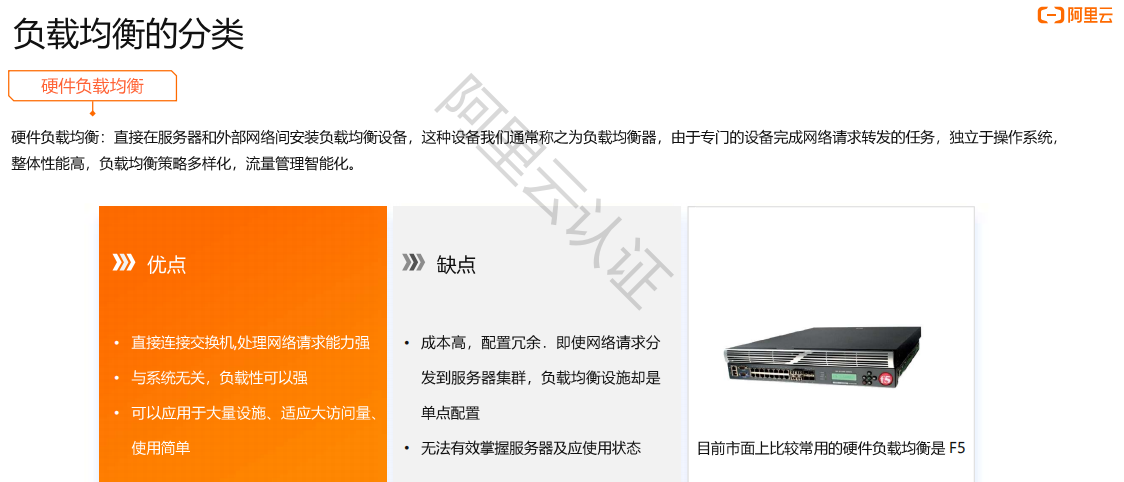 负载均衡的分类
阿里云
硬件负载均衡
硬件负载均衡：直接在服务器和外部网络间安装负载均衡设备，这种设备我们通常称之为负载均衡器，由于专门的设备完成网络请求转发的任务，独立于操作系统，
整体性能高，负载均衡策略多样化，流量管理智能化。
阿里云认证
优点
• 直接连接交换机,处理网络请求能力强
• 与系统无关，负载性可以强
• 可以应用于大量设施、适应大访问量、
使用简单
缺点
• 成本高，配置冗余．即使网络请求分
发到服务器集群，负载均衡设施却是
单点配置
• 无法有效掌握服务器及应使用状态
f5
目前市面上比较常用的硬件负载均衡是 F5